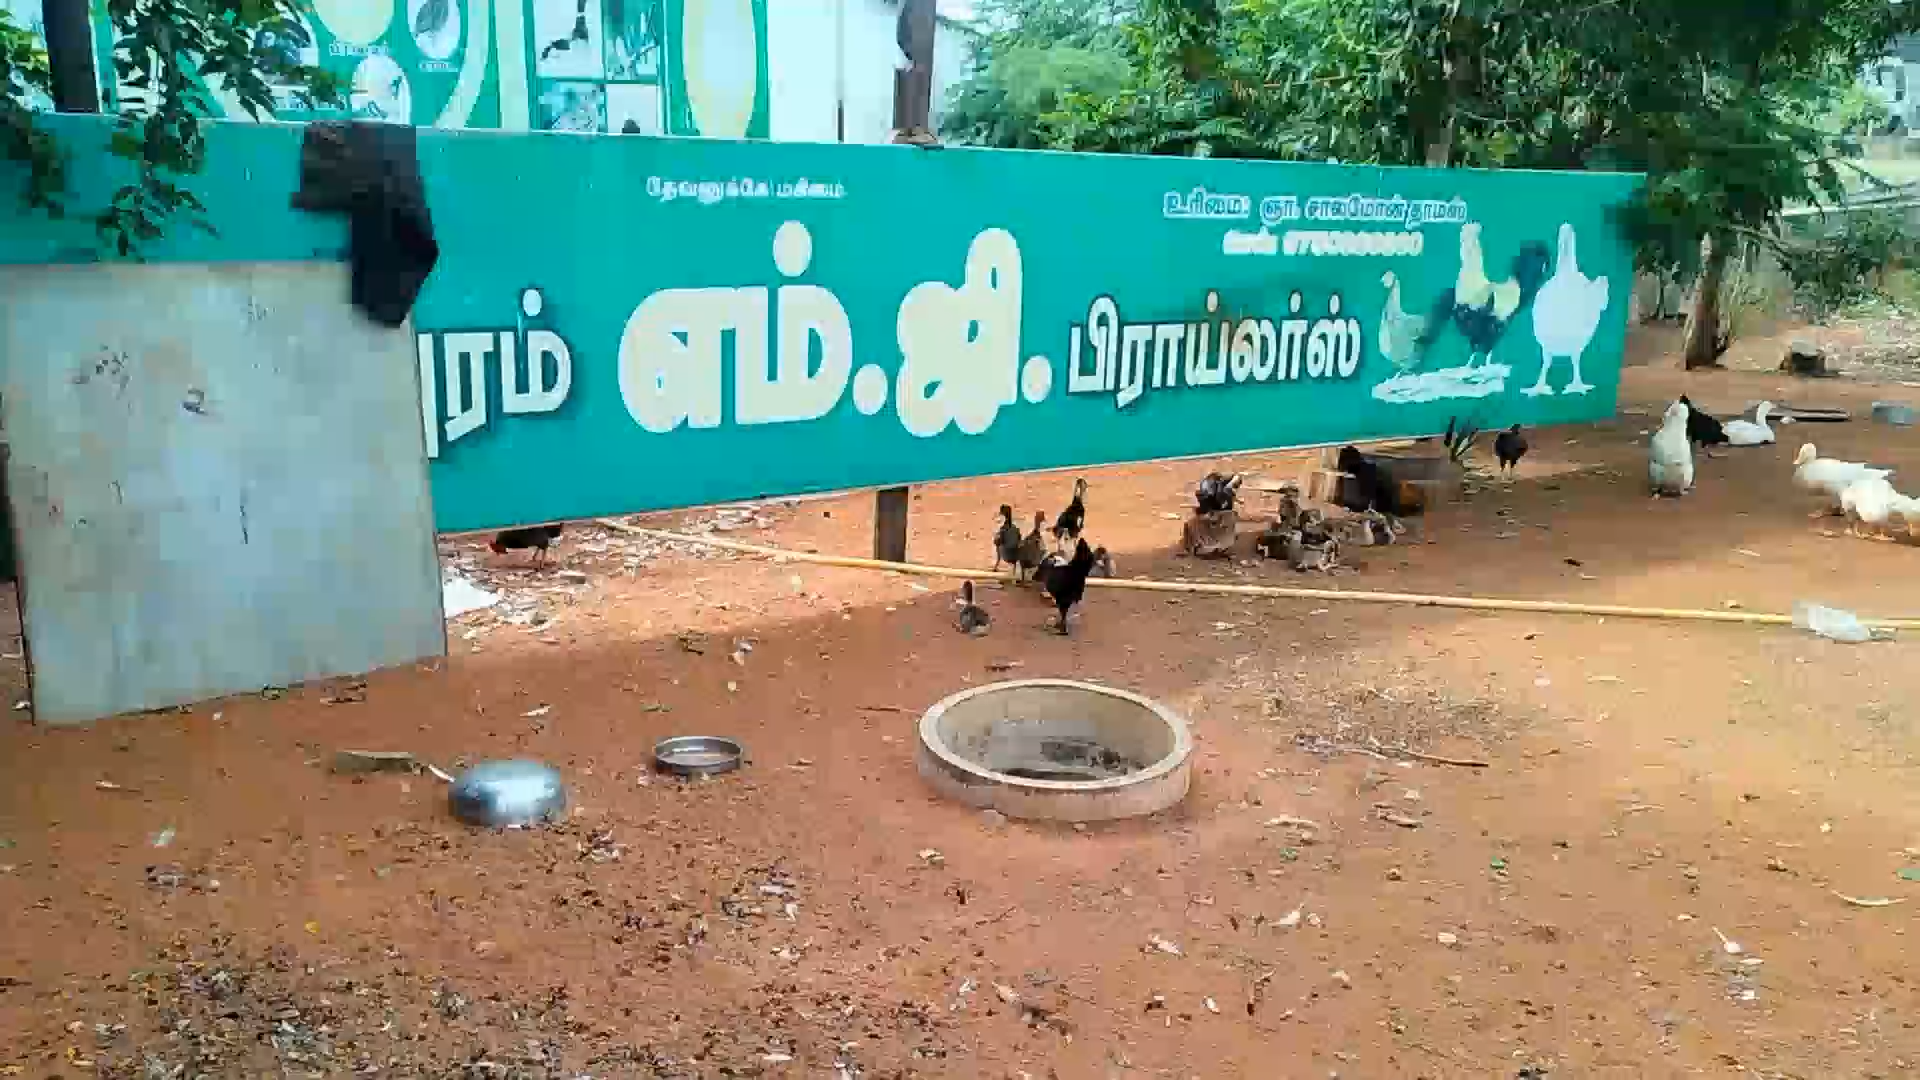 தேவனுக்கே மகிமை
உரிமை: ஞா. சாலமோன் தாமஸ்
செல்:
புரம் எம்.ஜி. பிராய்லர்ஸ்